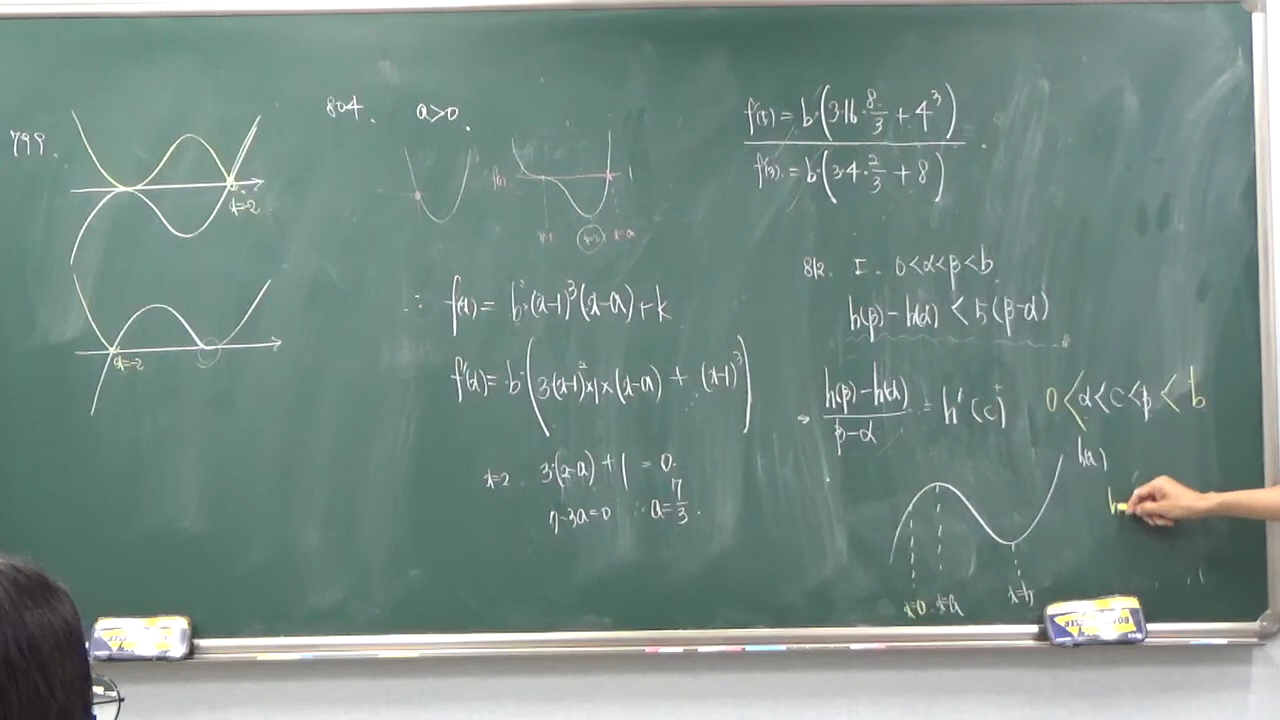 799.
x=-2
x=-2
804. a>0.
f(x)
x=1 x=2 x=a
∴ f(x) = b·(x-1)³(x-a)+k
f'(x) = b·(3(x-1)²×1×(x-a) + (x-1)³)
x=2. 3·(2-a)+1 = 0.
7-3a=0 ∴ a=7/3.
f'(5) = b·(3·16·8/3 + 4³)
f'(3) = b·(3·4·2/3 + 8)
812. I. 0<α<β<b
h(β)-h(α) < 5(β-α)
⇒ (h(β)-h(α))/(β-α) = h'(c) 0<α<c<β<b
h(x)
x=0 x=a x=b